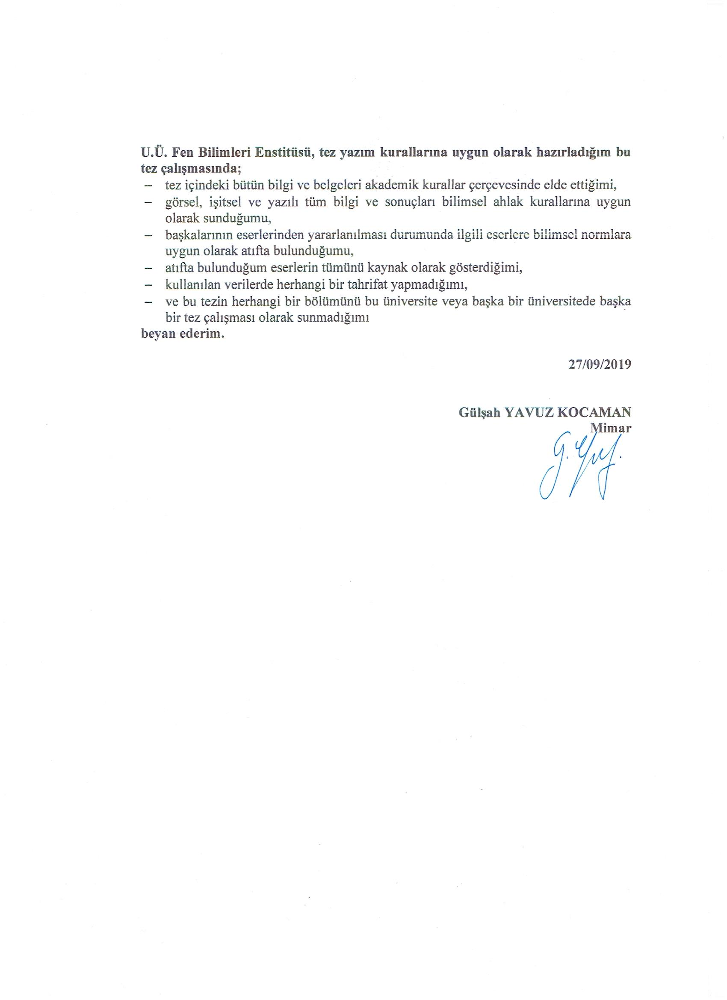 U.Ü. Fen Bilimleri Enstitüsü, tez yazım kurallarına uygun olarak hazırladığım bu
tez çalışmasında;
– tez içindeki bütün bilgi ve belgeleri akademik kurallar çerçevesinde elde ettiğimi,
– görsel, işitsel ve yazılı tüm bilgi ve sonuçları bilimsel ahlak kurallarına uygun
olarak sunduğumu,
– başkalarının eserlerinden yararlanılması durumunda ilgili eserlere bilimsel normlara
uygun olarak atıfta bulunduğumu,
– atıfta bulunduğum eserlerin tümünü kaynak olarak gösterdiğimi,
– kullanılan verilerde herhangi bir tahrifat yapmadığımı,
– ve bu tezin herhangi bir bölümünü bu üniversite veya başka bir üniversitede başka
bir tez çalışması olarak sunmadığımı
beyan ederim.
27/09/2019
Gülşah YAVUZ KOCAMAN
Mimar